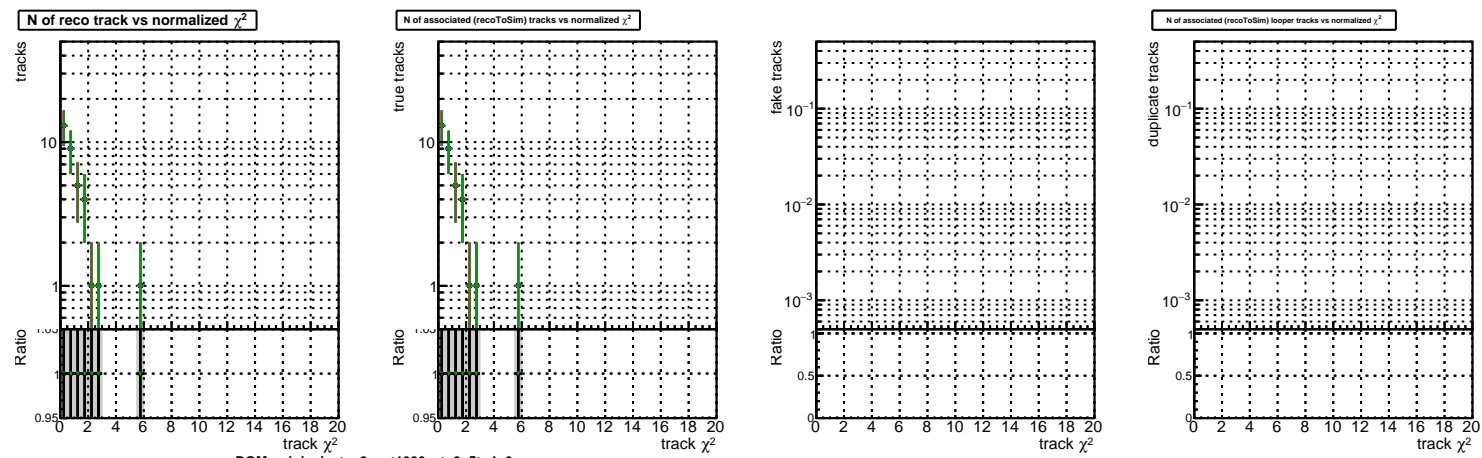 N of reco track vs normalized χ²
tracks
10
1
1.05
Ratio
1
0.95
0 2 4 6 8 10 12 14 16 18 20
track χ²
N of associated (recoToSim) tracks vs normalized χ²
true tracks
10
1
1.05
Ratio
1
0.95
0 2 4 6 8 10 12 14 16 18 20
track χ²
fake tracks
10⁻¹
10⁻²
10⁻³
Ratio
1
0.5
0
0 2 4 6 8 10 12 14 16 18 20
track χ²
N of associated (recoToSim) looper tracks vs normalized χ²
duplicate tracks
10⁻¹
10⁻²
10⁻³
Ratio
1
0.5
0
0 2 4 6 8 10 12 14 16 18 20
track χ²